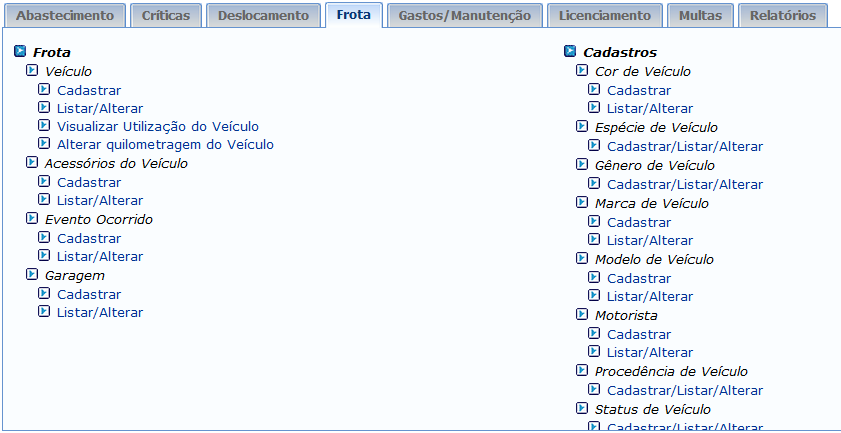 Abastecimento Críticas Deslocamento Frota Gastos/Manutenção Licenciamento Multas Relatórios
Frota
Veículo
Cadastrar
Listar/Alterar
Visualizar Utilização do Veículo
Alterar quilometragem do Veículo
Acessórios do Veículo
Cadastrar
Listar/Alterar
Evento Ocorrido
Cadastrar
Listar/Alterar
Garagem
Cadastrar
Listar/Alterar
Cadastros
Cor de Veículo
Cadastrar
Listar/Alterar
Espécie de Veículo
Cadastrar/Listar/Alterar
Gênero de Veículo
Cadastrar/Listar/Alterar
Marca de Veículo
Cadastrar
Listar/Alterar
Modelo de Veículo
Cadastrar
Listar/Alterar
Motorista
Cadastrar
Listar/Alterar
Procedência de Veículo
Cadastrar/Listar/Alterar
Status de Veículo
Cadastrar/Listar/Alterar